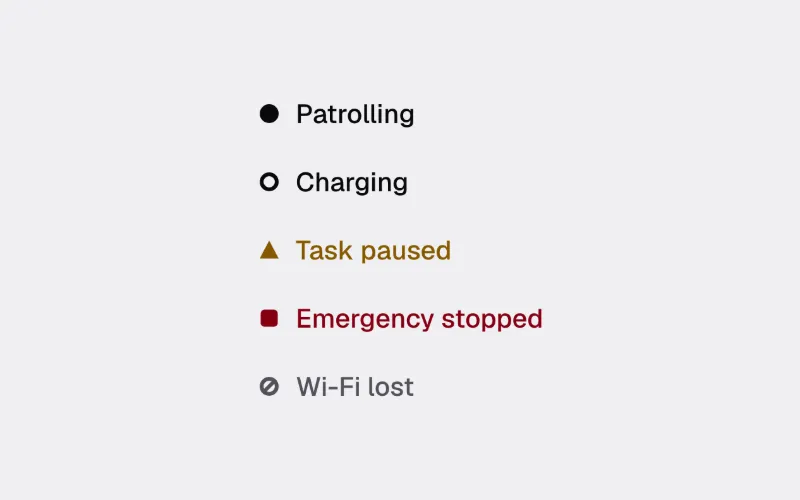 Patrolling
Charging
Task paused
Emergency stopped
Wi-Fi lost